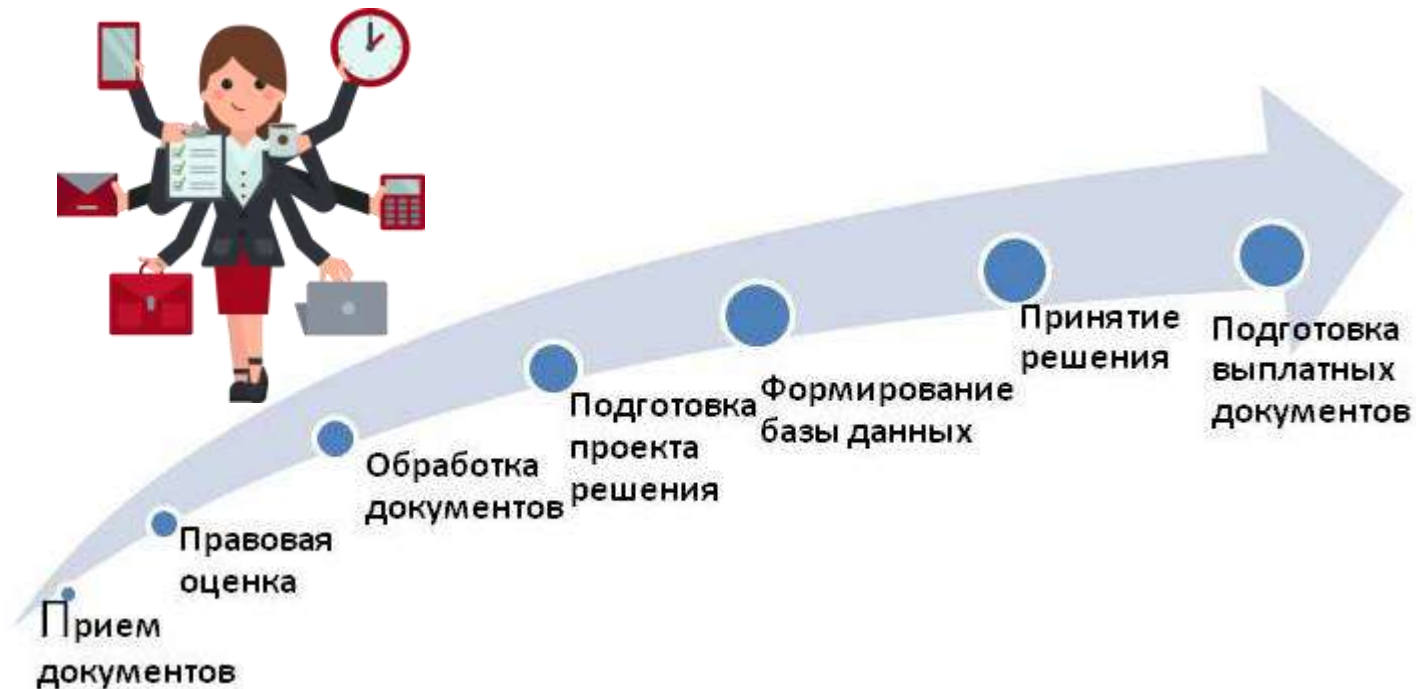 Прием
документов
Правовая
оценка
Обработка
документов
Подготовка
проекта
решения
Формирование
базы данных
Принятие
решения
Подготовка
выплатных
документов